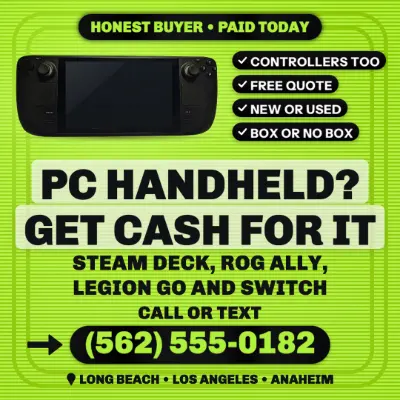 HONEST BUYER • PAID TODAY
✓ CONTROLLERS TOO
✓ FREE QUOTE
✓ NEW OR USED
✓ BOX OR NO BOX
PC HANDHELD?
GET CASH FOR IT
STEAM DECK, ROG ALLY,
LEGION GO AND SWITCH
CALL OR TEXT
(562) 555-0182
LONG BEACH • LOS ANGELES • ANAHEIM